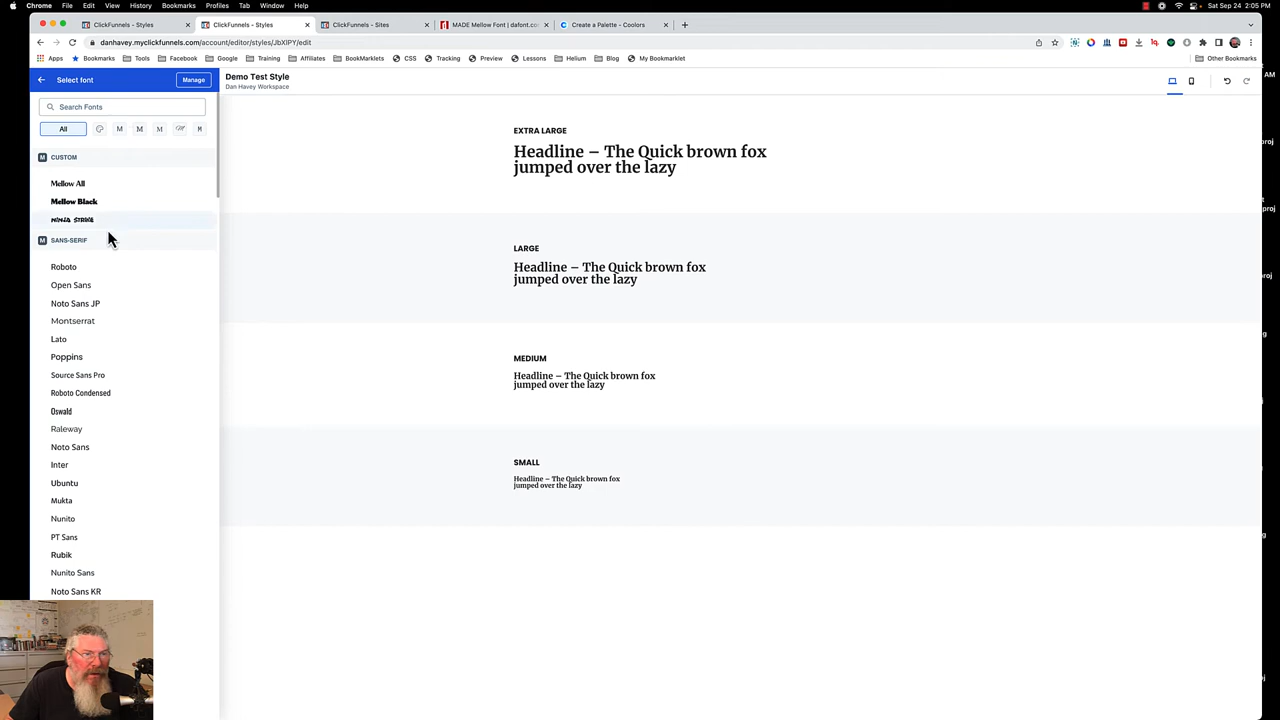 Chrome File Edit View History Bookmarks Profiles Tab Window Help
Sat Sep 24 2:05 PM
ClickFunnels - Styles
ClickFunnels - Styles
ClickFunnels - Sites
MADE Mellow Font | dafont.co
Create a Palette - Coolors
danhavey.myclickfunnels.com/account/editor/styles/JbXlPY/edit
Apps Bookmarks Tools Facebook Google Training Affiliates BookMarklets CSS Tracking Preview Lessons Helium Blog My Bookmarklet Other Bookmarks
Select font
Manage
Demo Test Style
Dan Havey Workspace
Search Fonts
All
M
M
M
M
M
M CUSTOM
Mellow All
Mellow Black
NINJA STRIKE
M SANS-SERIF
Roboto
Open Sans
Noto Sans JP
Montserrat
Lato
Poppins
Source Sans Pro
Roboto Condensed
Oswald
Raleway
Noto Sans
Inter
Ubuntu
Mukta
Nunito
PT Sans
Rubik
Nunito Sans
Noto Sans KR
EXTRA LARGE
Headline – The Quick brown fox
jumped over the lazy
LARGE
Headline – The Quick brown fox
jumped over the lazy
MEDIUM
Headline – The Quick brown fox
jumped over the lazy
SMALL
Headline – The Quick brown fox
jumped over the lazy